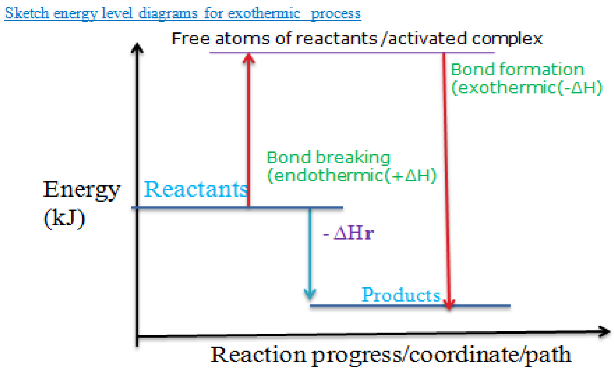 Sketch energy level diagrams for exothermic process
Free atoms of reactants /activated complex
Bond formation
(exothermic(-ΔH)
Bond breaking
(endothermic(+ΔH)
Energy
(kJ)
Reactants
- ΔHr
Products
Reaction progress/coordinate/path